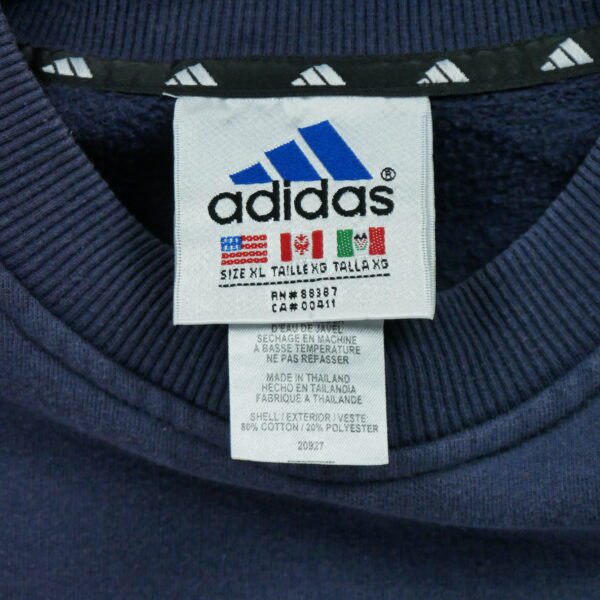 adidas®
SIZE XL TAILLE XG TALLA XG
RN# 88387
CA# 00411
D'EAU DE JAVEL
SECHAGE EN MACHINE
A BASSE TEMPERATURE
NE PAS REPASSER
MADE IN THAILAND
HECHO EN TAILANDIA
FABRIQUE A THAILANDE
SHELL / EXTERIOR / VESTE:
80% COTTON / 20% POLYESTER
20927